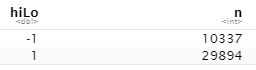 hiLo n
<dbl> <int>
-1 10337
1 29894